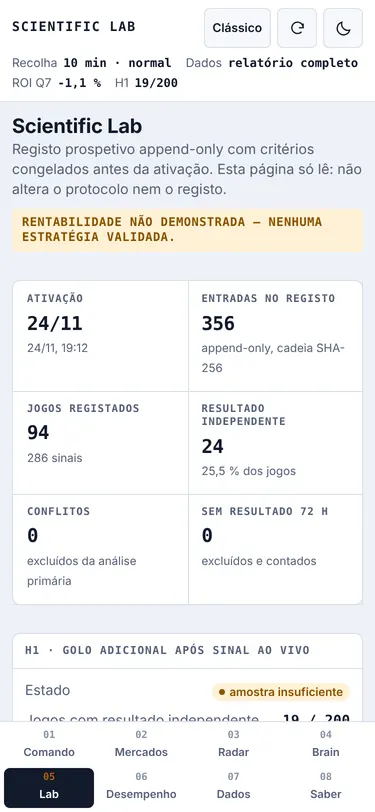 SCIENTIFIC LAB
Clássico
Recolha 10 min · normal Dados relatório completo
ROI Q7 -1,1 % H1 19/200
Scientific Lab
Registo prospetivo append-only com critérios
congelados antes da ativação. Esta página só lê: não
altera o protocolo nem o registo.
RENTABILIDADE NÃO DEMONSTRADA — NENHUMA
ESTRATÉGIA VALIDADA.
ATIVAÇÃO
24/11
24/11, 19:12
ENTRADAS NO REGISTO
356
append-only, cadeia SHA-
256
JOGOS REGISTADOS
94
286 sinais
RESULTADO
INDEPENDENTE
24
25,5 % dos jogos
CONFLITOS
0
excluídos da análise
primária
SEM RESULTADO 72 H
0
excluídos e contados
H1 · GOLO ADICIONAL APÓS SINAL AO VIVO
Estado amostra insuficiente
Jogos com resultado independente 19 / 200
01 02 03 04
Comando Mercados Radar Brain
05 06 07 08
Lab Desempenho Dados Saber